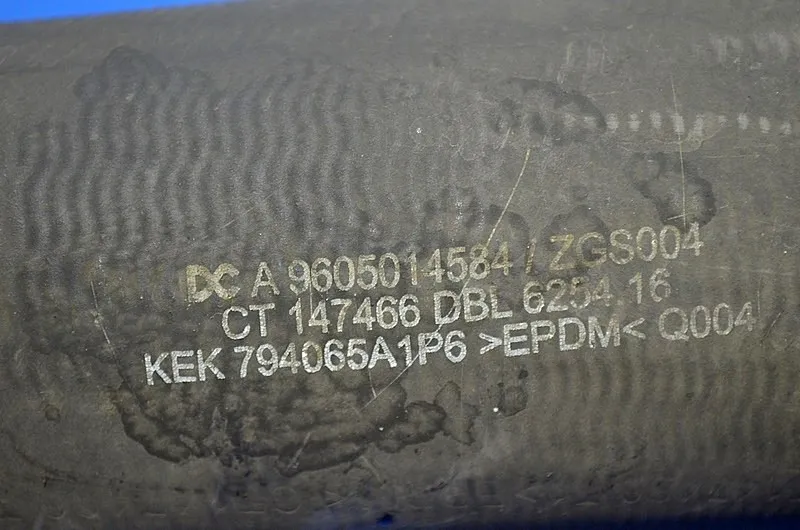 DC A 9605014584 / ZGS004
CT 147466 DBL 6254.16
KEK 794065A1P6 >EPDM< Q004